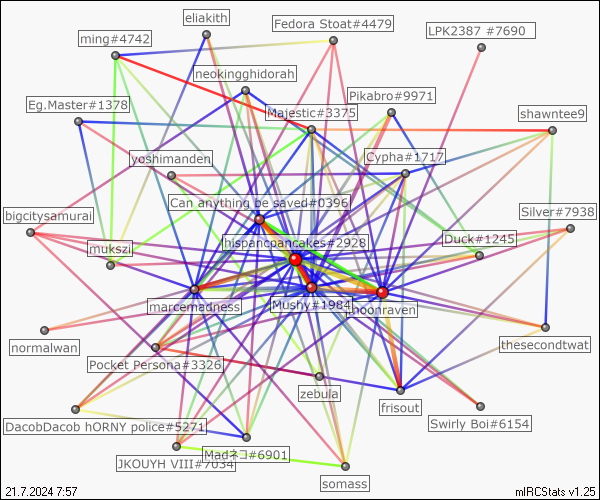 eliakith
Fedora Stoat#4479
LPK2387 #7690
ming#4742
neokingghidorah
Pikabro#9971
Eg.Master#1378
Majestic#3375
shawntee9
yoshimanden
Cypha#1717
Can anything be saved#0396
bigcitysamurai
Silver#7938
hispanopancakes#2928
Duck#1245
muksz
marcemadness
Mushy#1984
moonraven
normalwan
thesecondtwat
Pocket Persona#3326
zebula
frisout
DacobDacob hORNY police#5271
Swirly Boi#6154
JKOUYH VIII#7034
Madネコ#6901
somass
21.7.2024 7:57
mIRCStats v1.25